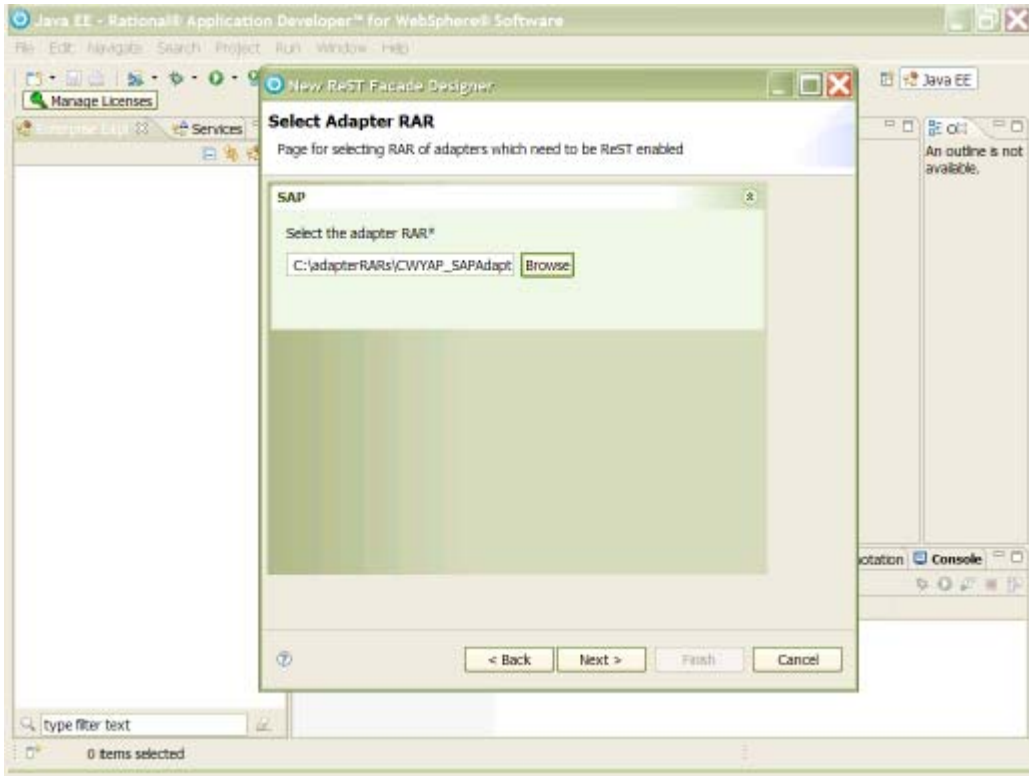 Java EE - Rational® Application Developer™ for WebSphere® Software
File Edit Navigate Search Project Run Window Help
Manage Licenses
Java EE
Services
New ReST Facade Designer
Select Adapter RAR
Page for selecting RAR of adapters which need to be ReST enabled
An outline is not
available.
SAP
Select the adapter RAR*
C:\adapterRARs\CWYAP_SAPAdapt
Browse
Console
< Back
Next >
Finish
Cancel
type filter text
0 items selected